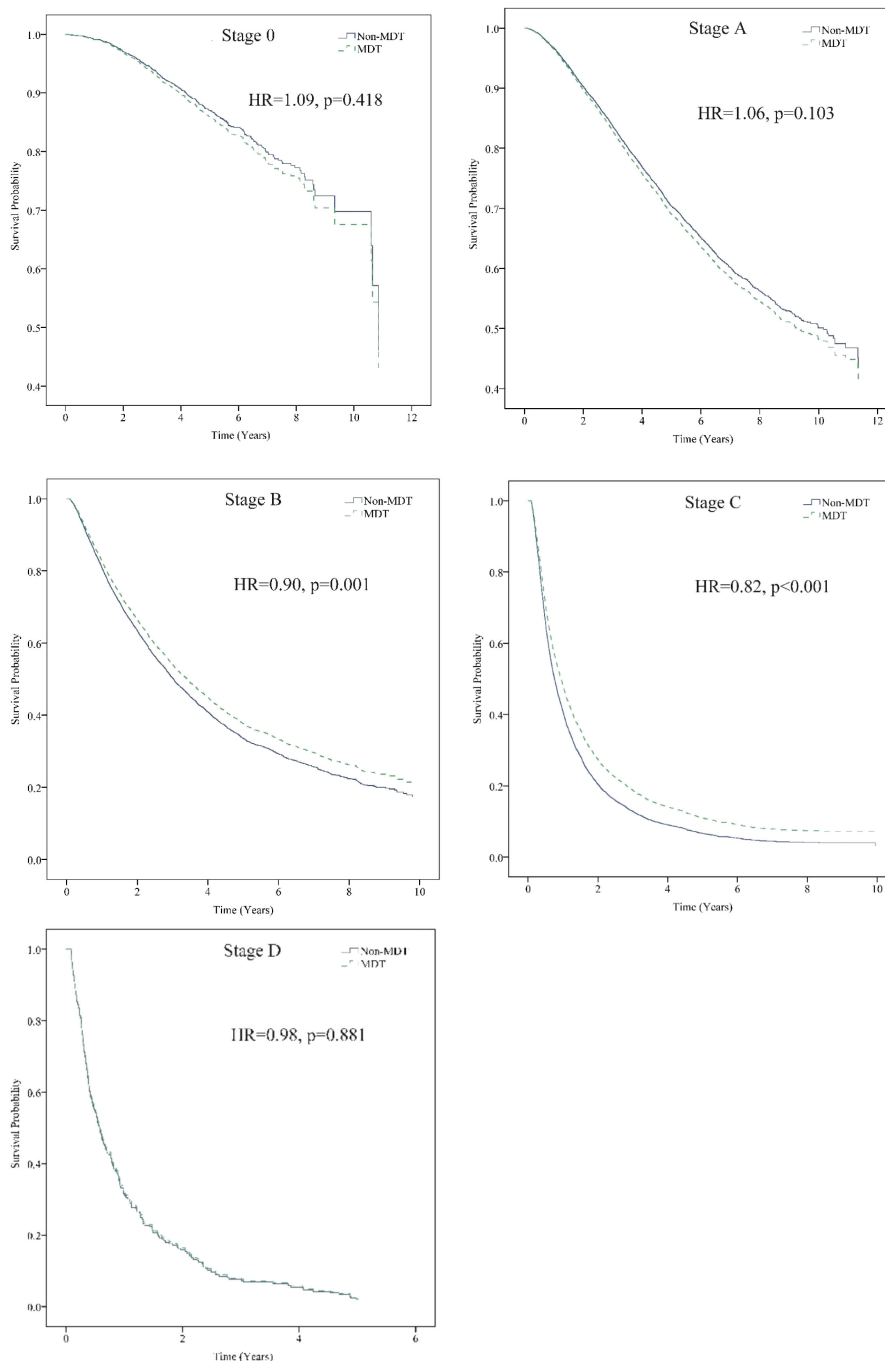 Stage 0
Non-MDT
MDT
HR=1.09, p=0.418
Survival Probability
1.0
0.9
0.8
0.7
0.6
0.5
0.4
0 2 4 6 8 10 12
Time (Years)
Stage A
Non-MDT
MDT
HR=1.06, p=0.103
Survival Probability
1.0
0.9
0.8
0.7
0.6
0.5
0.4
0 2 4 6 8 10 12
Time (Years)
Stage B
Non-MDT
MDT
HR=0.90, p=0.001
Survival Probability
1.0
0.8
0.6
0.4
0.2
0.0
0 2 4 6 8 10
Time (Years)
Stage C
Non-MDT
MDT
HR=0.82, p<0.001
Survival Probability
1.0
0.8
0.6
0.4
0.2
0.0
0 2 4 6 8 10
Time (Years)
Stage D
Non-MDT
MDT
HR=0.98, p=0.881
Survival Probability
1.0
0.8
0.6
0.4
0.2
0.0
0 2 4 6
Time (Years)